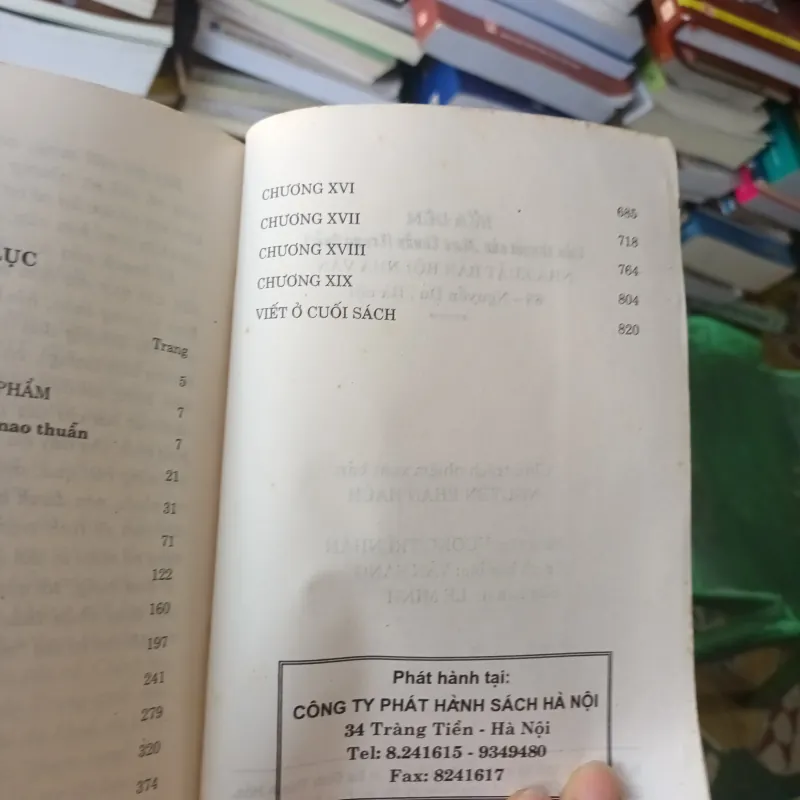 LỤC
Trang
5
PHẨM
7
mao thuẫn
7
21
31
71
122
160
197
241
279
320
374
CHƯƠNG XVI 685
CHƯƠNG XVII 718
CHƯƠNG XVIII 764
CHƯƠNG XIX 804
VIẾT Ở CUỐI SÁCH 820
Phát hành tại:
CÔNG TY PHÁT HÀNH SÁCH HÀ NỘI
34 Tràng Tiền - Hà Nội
Tel: 8.241615 - 9349480
Fax: 8241617